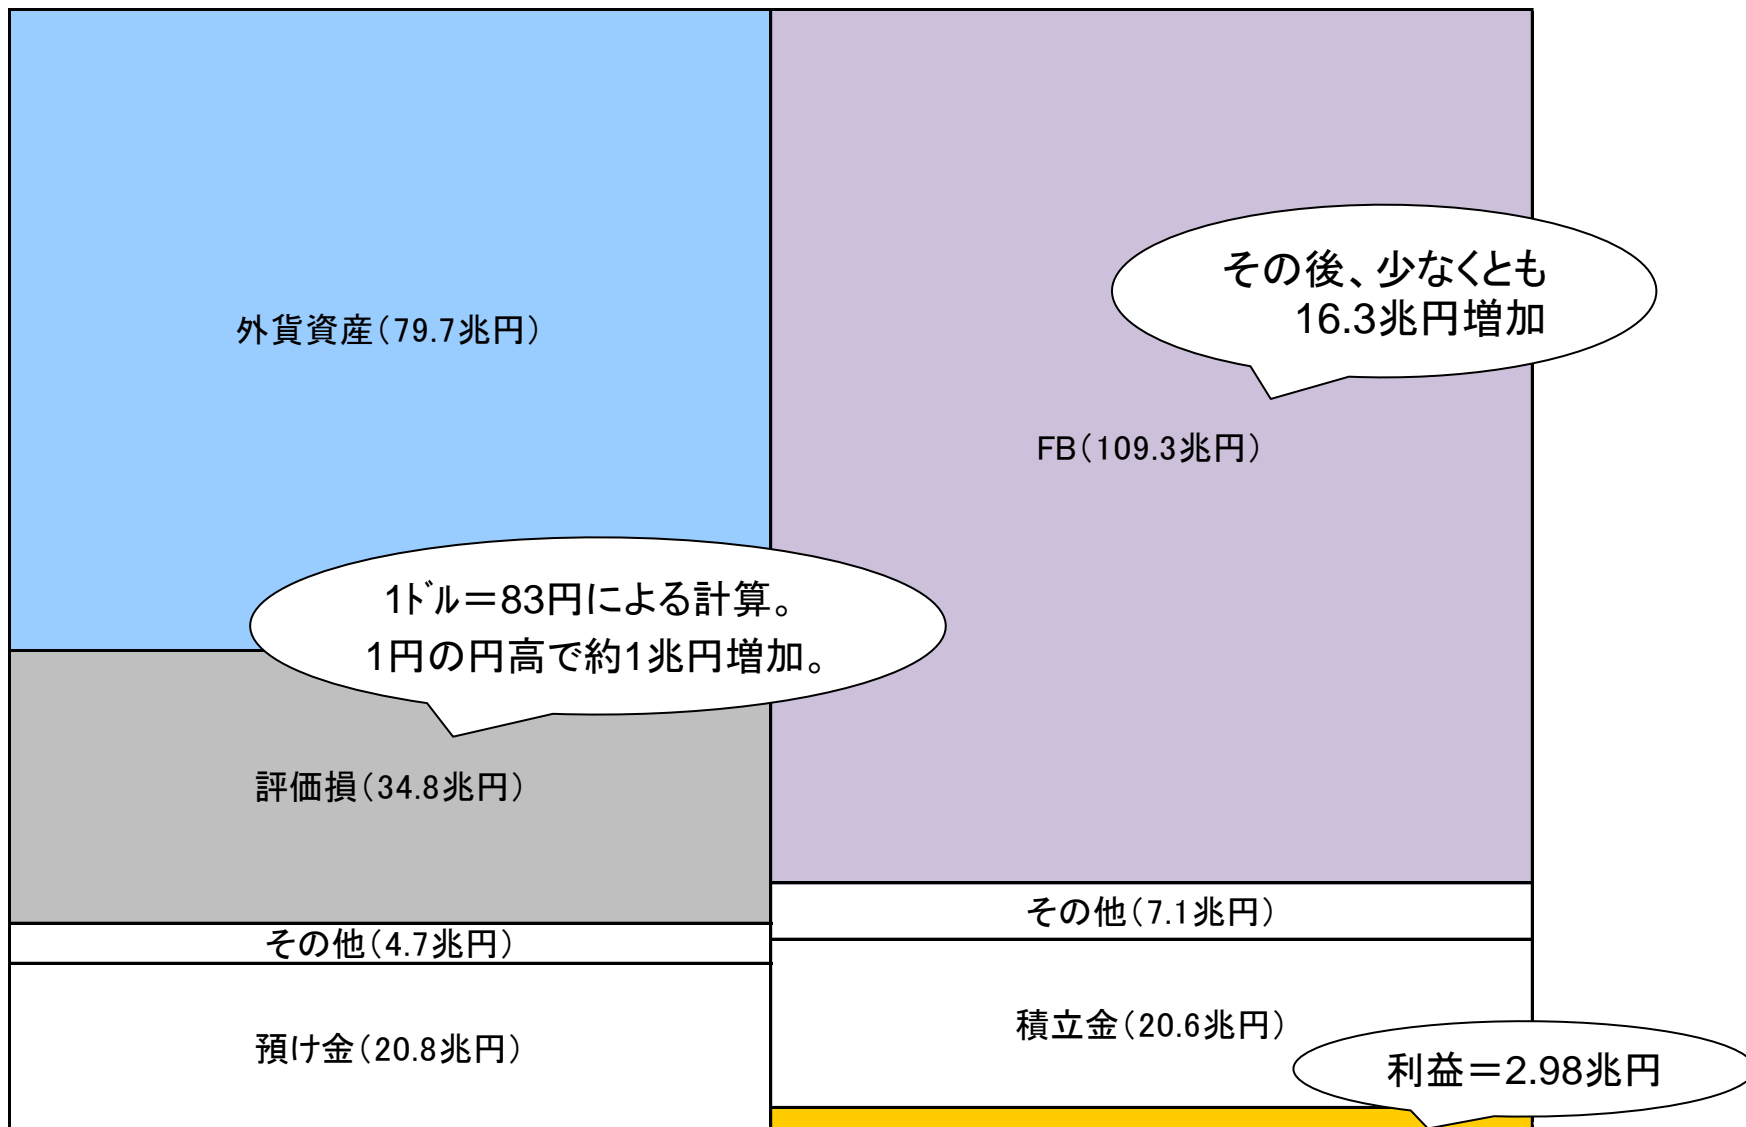 外貨資産（79.7兆円）
1ﾄﾞﾙ＝83円による計算。
1円の円高で約1兆円増加。
評価損（34.8兆円）
その他（4.7兆円）
預け金（20.8兆円）
その後、少なくとも
16.3兆円増加
FB（109.3兆円）
その他（7.1兆円）
積立金（20.6兆円）
利益＝2.98兆円